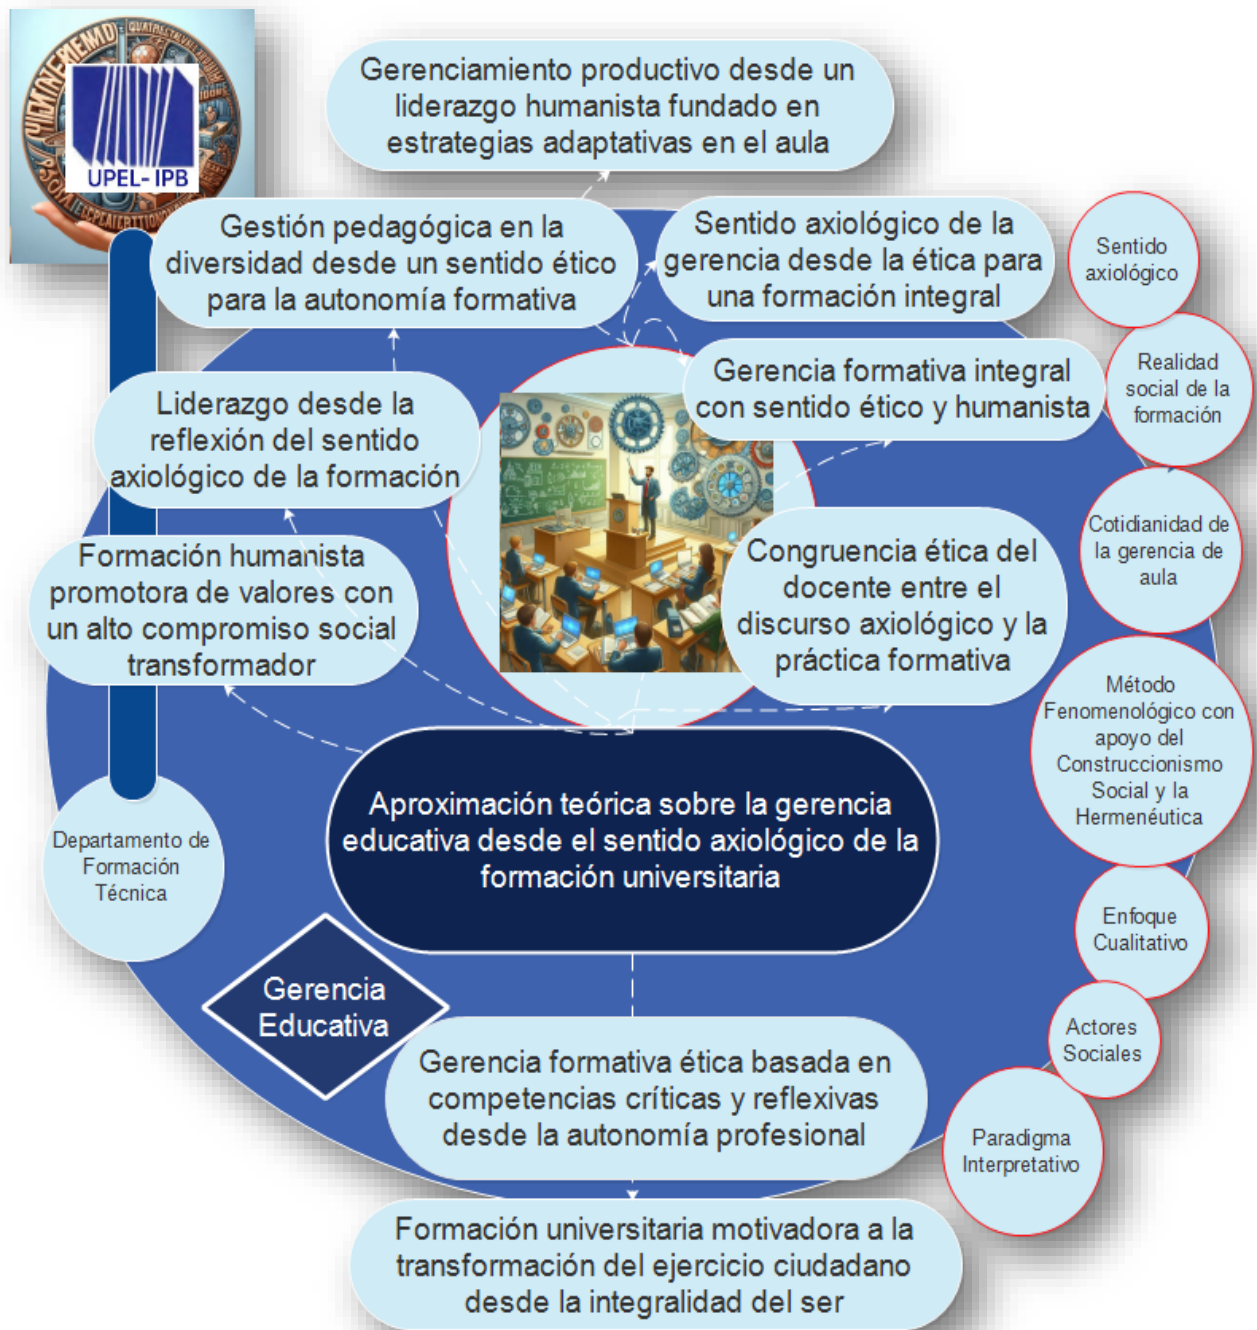 UPEL-IPB
Gerenciamiento productivo desde un
liderazgo humanista fundado en
estrategias adaptativas en el aula
Gestión pedagógica en la
diversidad desde un sentido ético
para la autonomía formativa
Sentido axiológico de la
gerencia desde la ética para
una formación integral
Sentido
axiológico
Gerencia formativa integral
con sentido ético y humanista
Realidad
social de la
formación
Liderazgo desde la
reflexión del sentido
axiológico de la formación
Cotidianidad de
la gerencia de
aula
Formación humanista
promotora de valores con
un alto compromiso social
transformador
Congruencia ética del
docente entre el
discurso axiológico y la
práctica formativa
Método
Fenomenológico con
apoyo del
Construccionismo
Social y la
Hermenéutica
Aproximación teórica sobre la gerencia
educativa desde el sentido axiológico de la
formación universitaria
Departamento de
Formación
Técnica
Enfoque
Cualitativo
Gerencia
Educativa
Actores
Sociales
Gerencia formativa ética basada en
competencias críticas y reflexivas
desde la autonomía profesional
Paradigma
Interpretativo
Formación universitaria motivadora a la
transformación del ejercicio ciudadano
desde la integralidad del ser